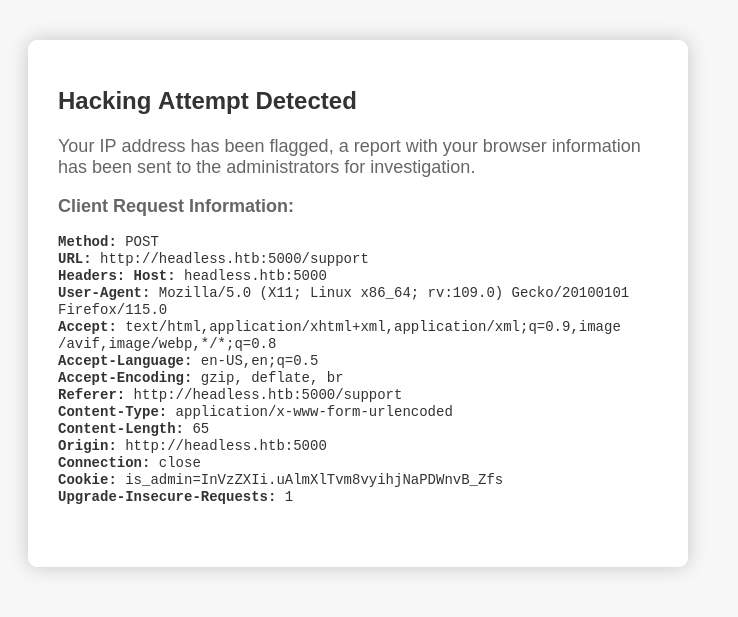 Hacking Attempt Detected
Your IP address has been flagged, a report with your browser information
has been sent to the administrators for investigation.
Client Request Information:
Method: POST
URL: http://headless.htb:5000/support
Headers: Host: headless.htb:5000
User-Agent: Mozilla/5.0 (X11; Linux x86_64; rv:109.0) Gecko/20100101
Firefox/115.0
Accept: text/html,application/xhtml+xml,application/xml;q=0.9,image
/avif,image/webp,*/*;q=0.8
Accept-Language: en-US,en;q=0.5
Accept-Encoding: gzip, deflate, br
Referer: http://headless.htb:5000/support
Content-Type: application/x-www-form-urlencoded
Content-Length: 65
Origin: http://headless.htb:5000
Connection: close
Cookie: is_admin=InVzZXIi.uAlmXlTvm8vyihjNaPDWnvB_Zfs
Upgrade-Insecure-Requests: 1